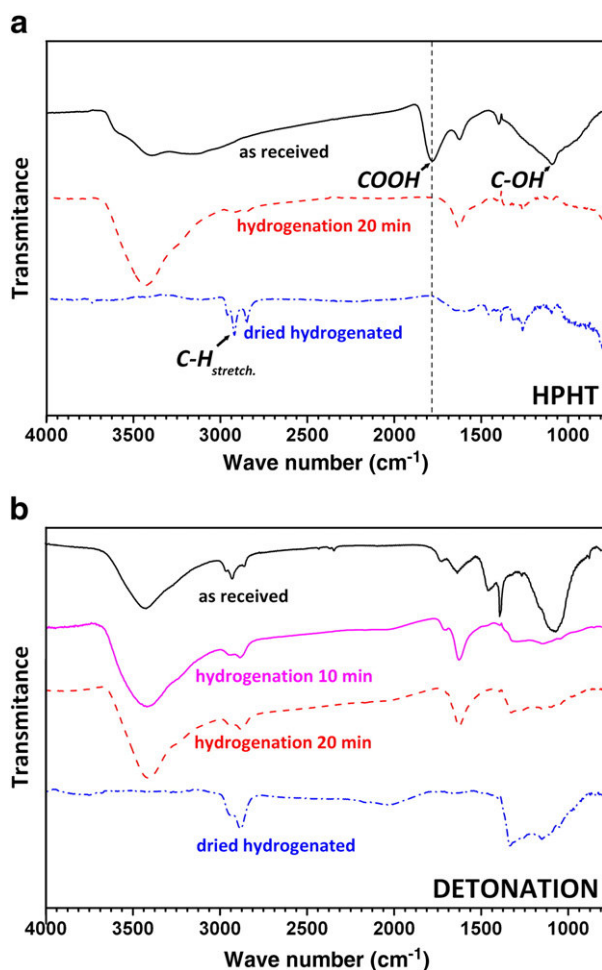 a
Transmitance
as received
COOH
C-OH
hydrogenation 20 min
dried hydrogenated
C-H stretch.
HPHT
4000 3500 3000 2500 2000 1500 1000
Wave number (cm-1)
b
Transmittance
as received
hydrogenation 10 min
hydrogenation 20 min
dried hydrogenated
DETONATION
4000 3500 3000 2500 2000 1500 1000
Wave number (cm-1)